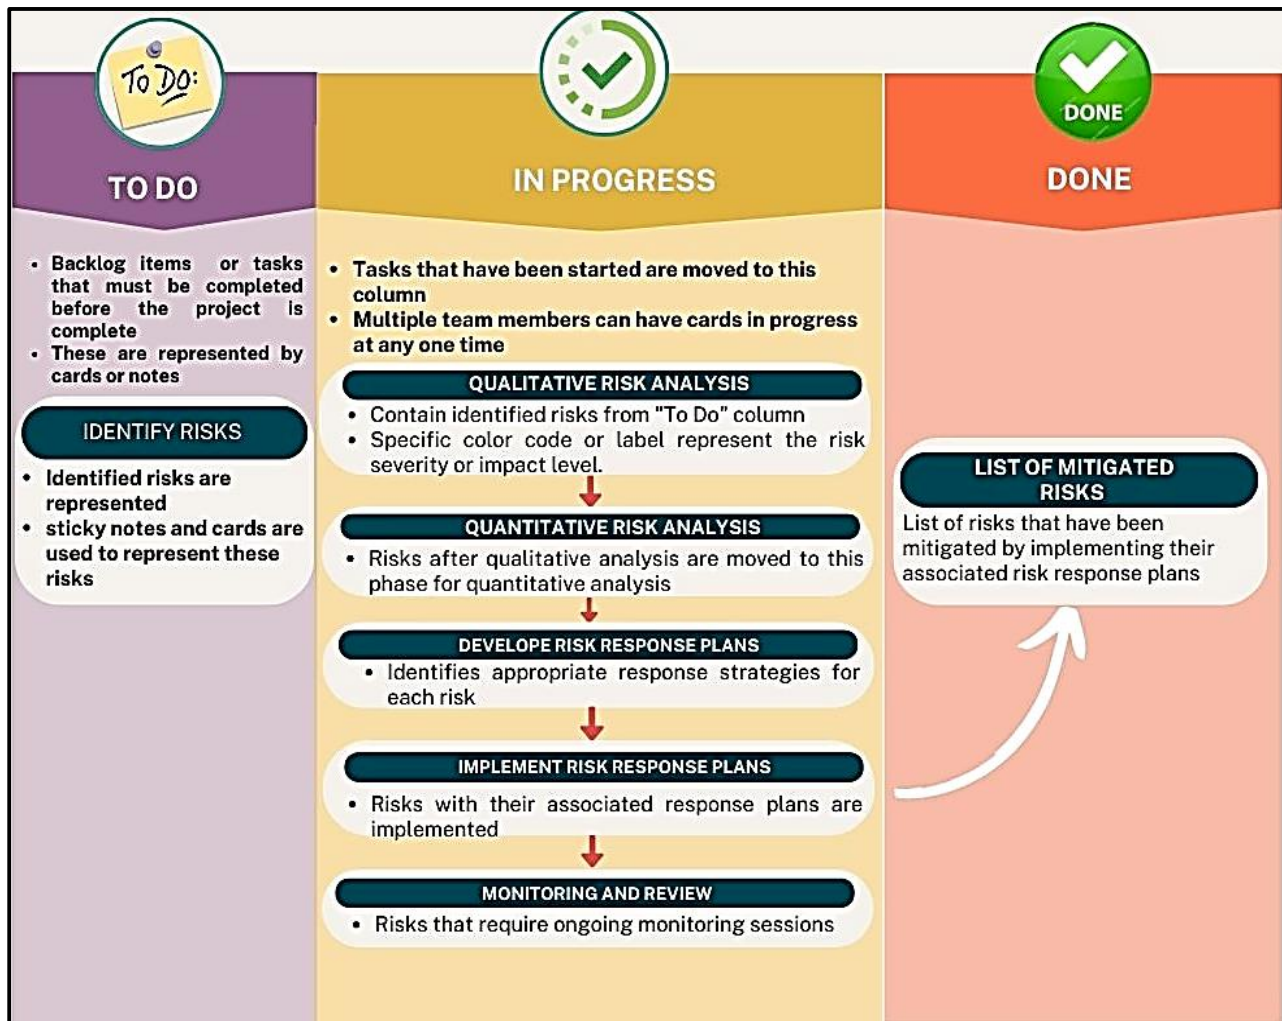 To Do:
TO DO
• Backlog items or tasks
that must be completed
before the project is
complete
• These are represented by
cards or notes
IDENTIFY RISKS
• Identified risks are
represented
• sticky notes and cards are
used to represent these
risks
IN PROGRESS
• Tasks that have been started are moved to this
column
• Multiple team members can have cards in progress
at any one time
QUALITATIVE RISK ANALYSIS
• Contain identified risks from "To Do" column
• Specific color code or label represent the risk
severity or impact level.
QUANTITATIVE RISK ANALYSIS
• Risks after qualitative analysis are moved to this
phase for quantitative analysis
DEVELOPE RISK RESPONSE PLANS
• Identifies appropriate response strategies for
each risk
IMPLEMENT RISK RESPONSE PLANS
• Risks with their associated response plans are
implemented
MONITORING AND REVIEW
• Risks that require ongoing monitoring sessions
DONE
DONE
LIST OF MITIGATED
RISKS
List of risks that have been
mitigated by implementing their
associated risk response plans